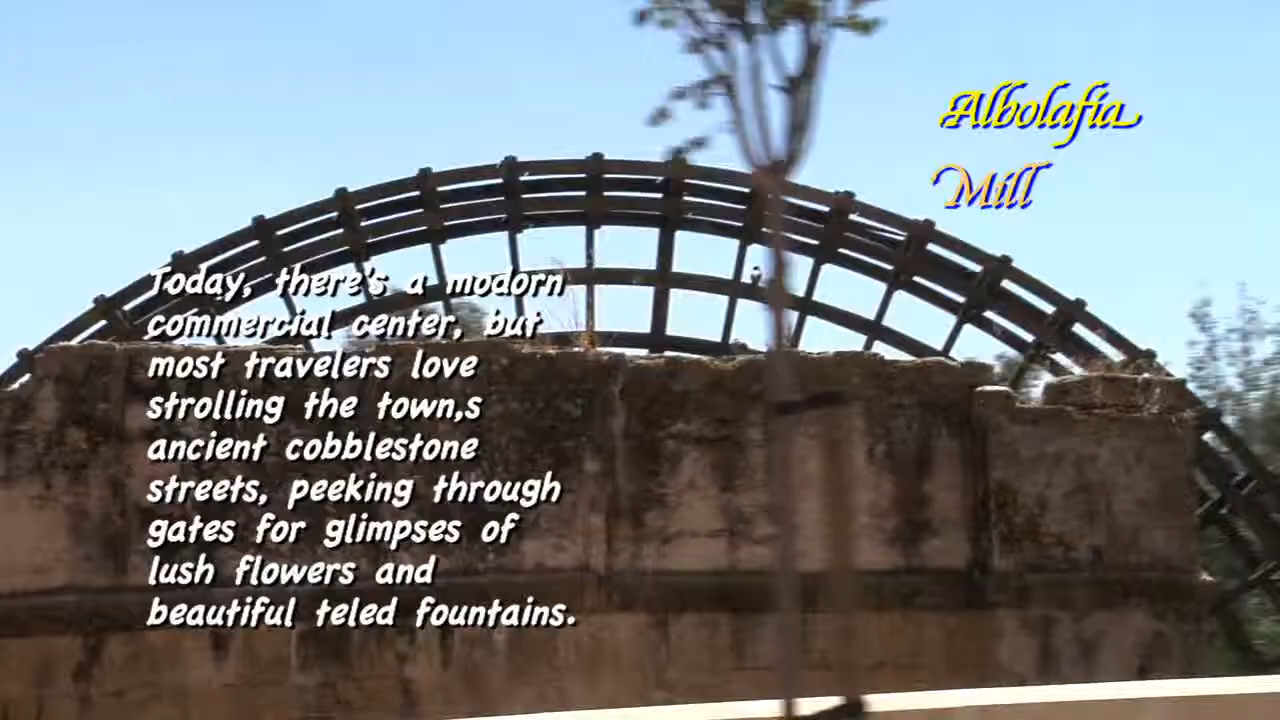 Albolafia
Mill
Today, there's a modorn
commercial center, but
most travelers love
strolling the town,s
ancient cobblestone
streets, peeking through
gates for glimpses of
lush flowers and
beautiful teled fountains.